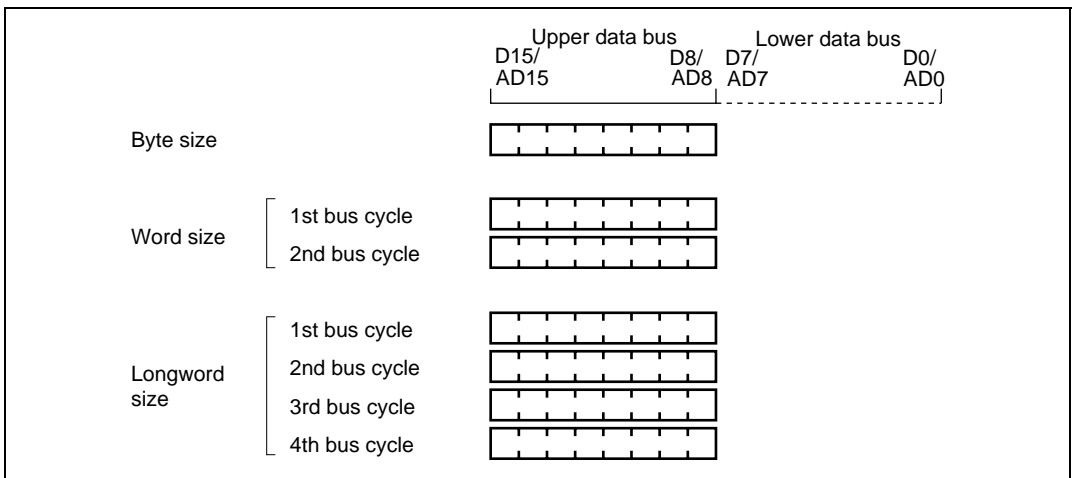 Upper data bus Lower data bus
D15/ D8/ D7/ D0/
AD15 AD8 AD7 AD0
Byte size
Word size
1st bus cycle
2nd bus cycle
Longword
size
1st bus cycle
2nd bus cycle
3rd bus cycle
4th bus cycle